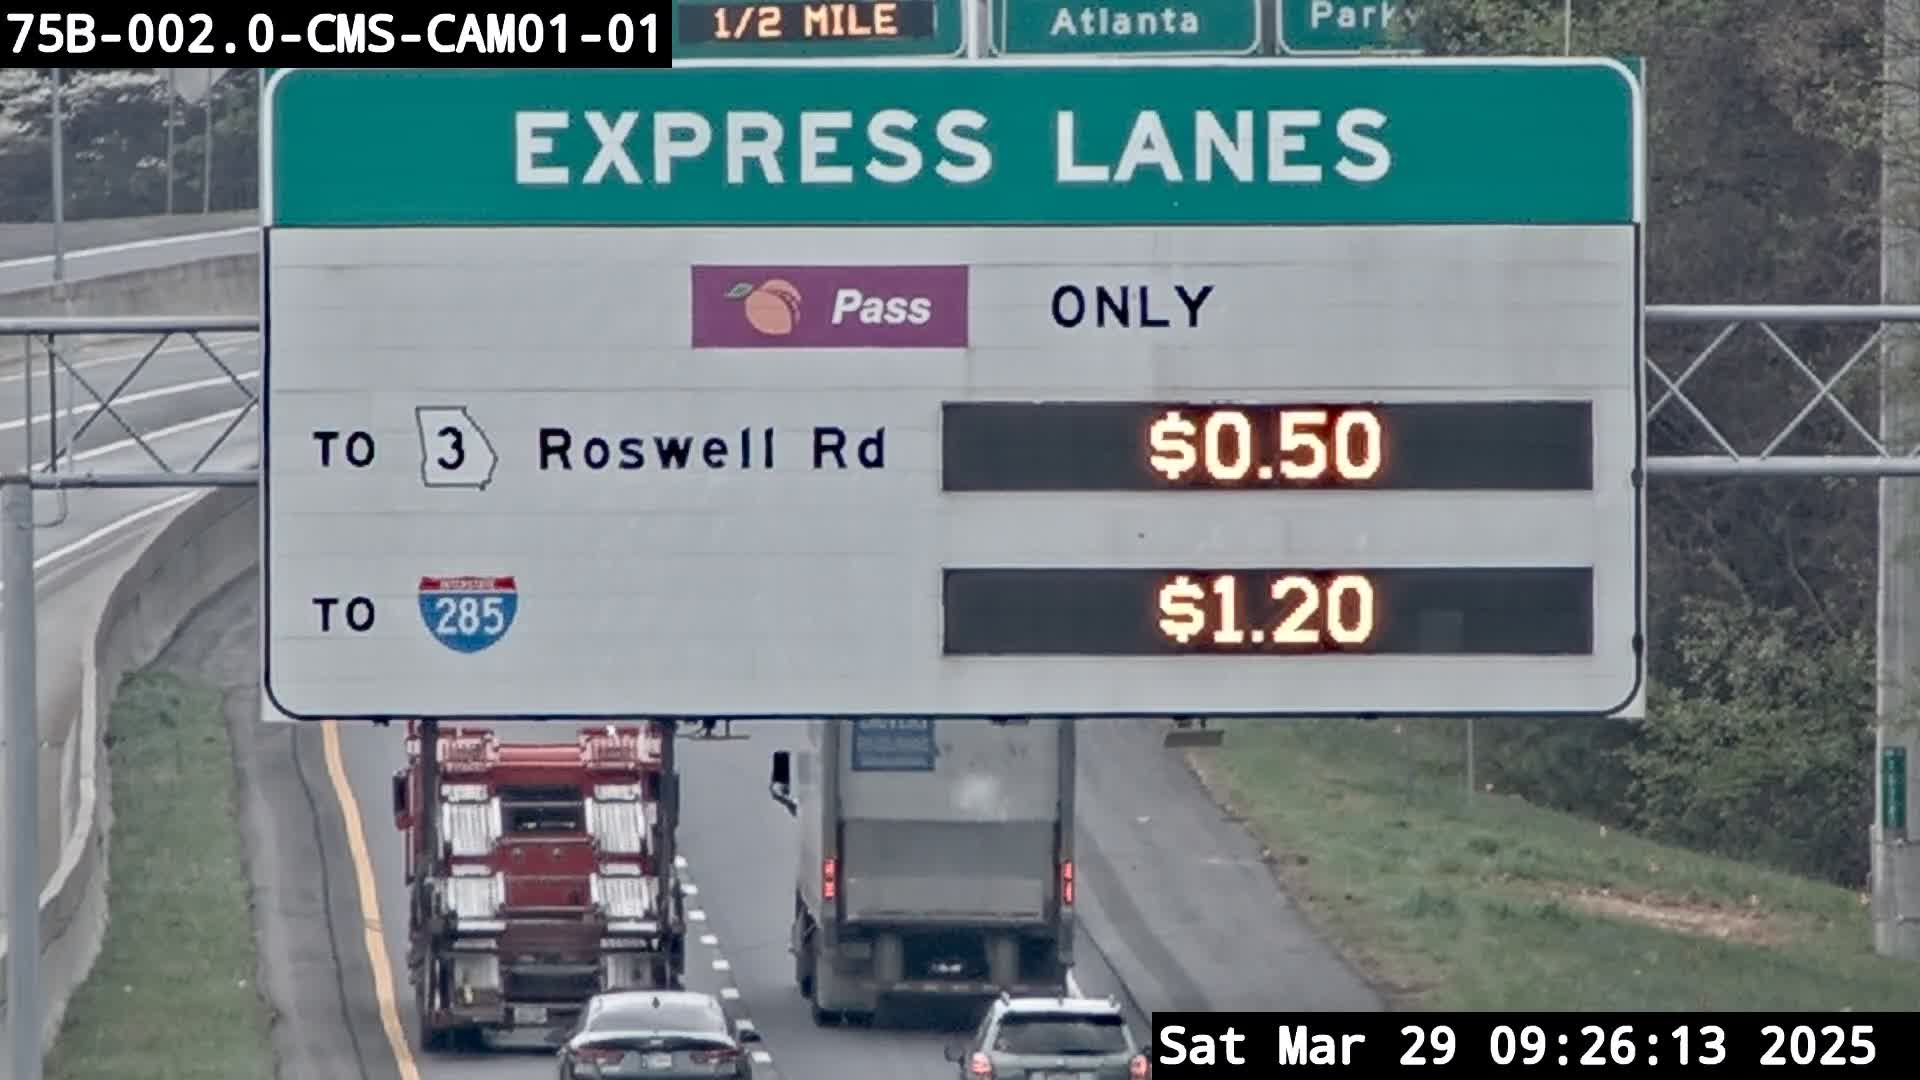 75B-002.0-CMS-CAM01-01
1/2 MILE
Atlanta
EXPRESS LANES
Pass ONLY
TO 3 Roswell Rd $0.50
TO INTERSTATE 285 $1.20
Sat Mar 29 09:26:13 2025